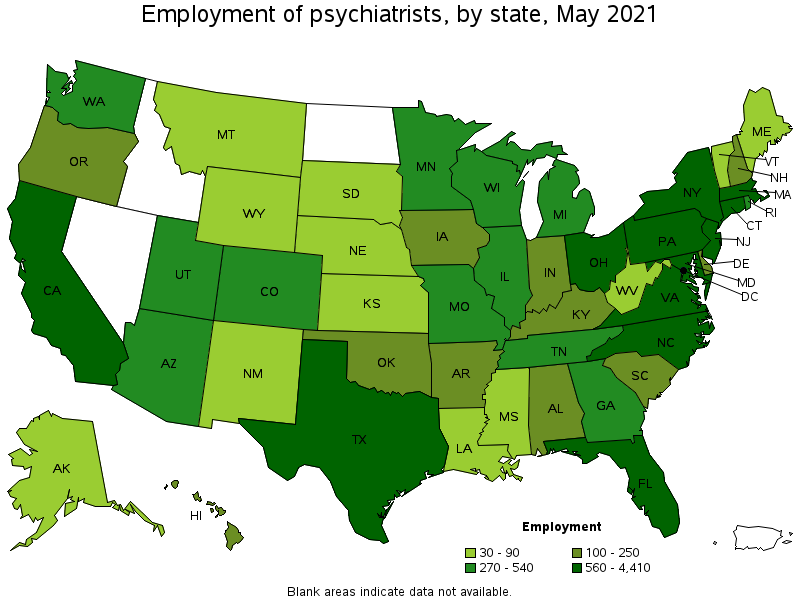 Employment of psychiatrists, by state, May 2021
WA
MT
ME
OR
MN
VT
NH
WI
MA
SD
NY
MI
RI
WY
CT
IA
PA
NJ
NE
OH
DE
UT
IL
IN
MD
CA
CO
WV
VA
DC
KS
MO
KY
NC
TN
AZ
OK
NM
AR
SC
MS
AL
GA
TX
LA
AK
FL
HI
Employment
30 - 90
100 - 250
270 - 540
560 - 4,410
Blank areas indicate data not available.